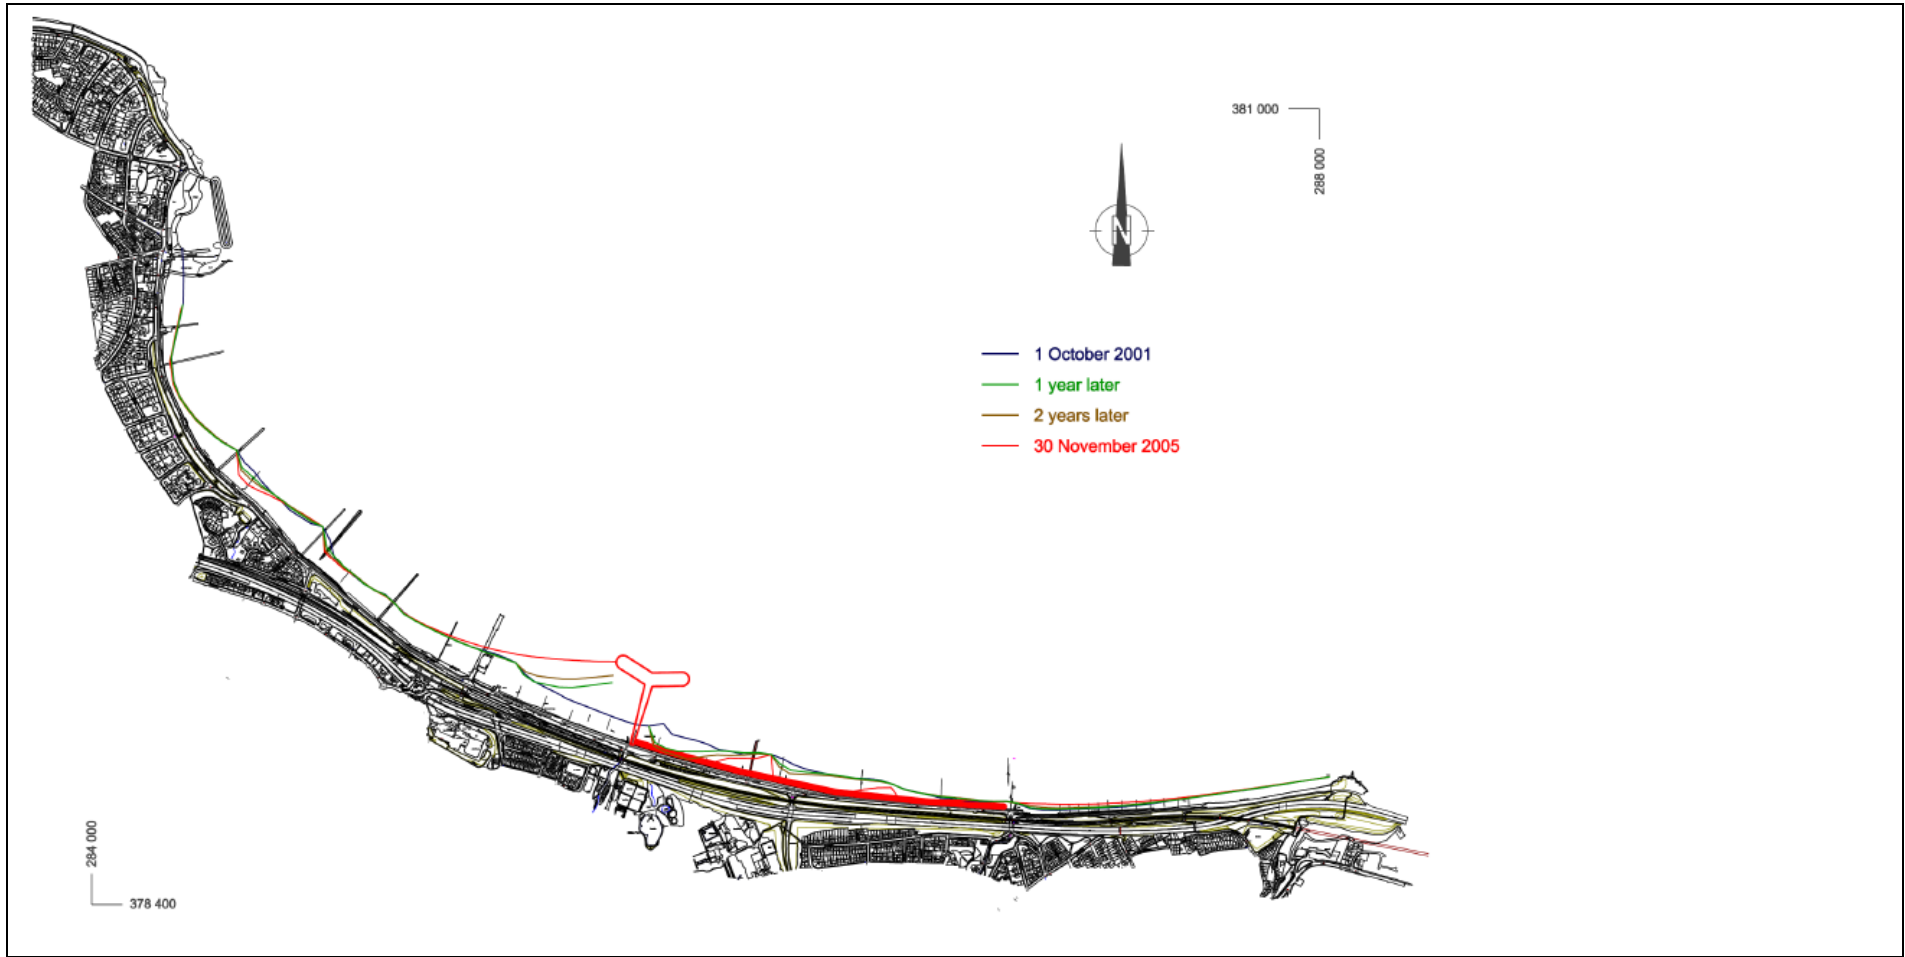 381 000
288 000
N
1 October 2001
1 year later
2 years later
30 November 2005
284 000
378 400